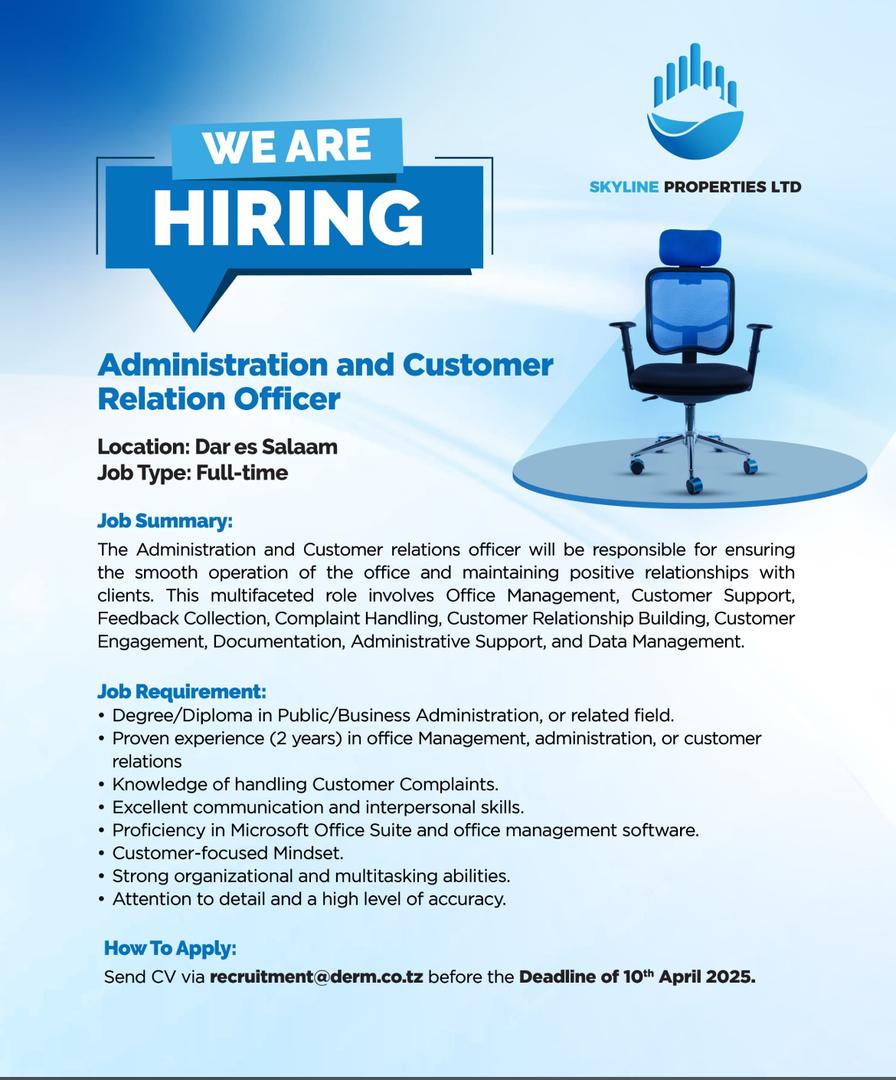 WE ARE
HIRING
SKYLINE PROPERTIES LTD
Administration and Customer
Relation Officer
Location: Dar es Salaam
Job Type: Full-time
Job Summary:
The Administration and Customer relations officer will be responsible for ensuring
the smooth operation of the office and maintaining positive relationships with
clients. This multifaceted role involves Office Management, Customer Support,
Feedback Collection, Complaint Handling, Customer Relationship Building, Customer
Engagement, Documentation, Administrative Support, and Data Management.
Job Requirement:
• Degree/Diploma in Public/Business Administration, or related field.
• Proven experience (2 years) in office Management, administration, or customer
relations
• Knowledge of handling Customer Complaints.
• Excellent communication and interpersonal skills.
• Proficiency in Microsoft Office Suite and office management software.
• Customer-focused Mindset.
• Strong organizational and multitasking abilities.
• Attention to detail and a high level of accuracy.
How To Apply:
Send CV via recruitment@derm.co.tz before the Deadline of 10th April 2025.